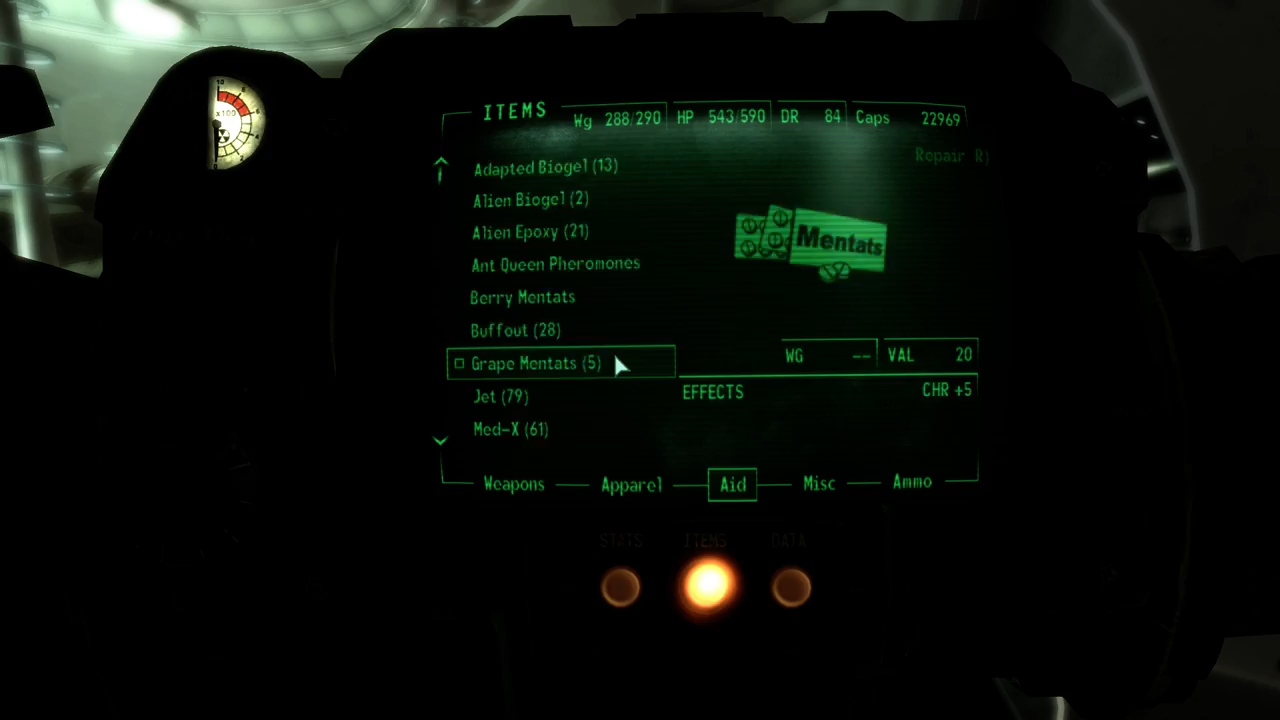 ITEMS Wg 288/290 HP 543/590 DR 84 Caps 22969
Repair R)
Adapted Biogel (13)
Alien Biogel (2)
Alien Epoxy (21)
Ant Queen Pheromones
Berry Mentats
Buffout (28)
Grape Mentats (5)
Jet (79)
Med-X (61)
Mentats
WG -- VAL 20
EFFECTS CHR +5
Weapons Apparel Aid Misc Ammo
STATS ITEMS DATA
x100